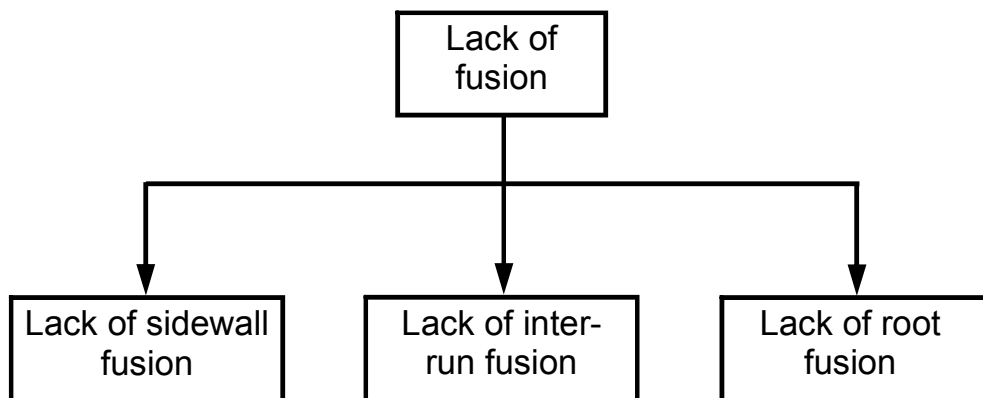 Lack of
fusion
Lack of sidewall
fusion
Lack of inter-
run fusion
Lack of root
fusion